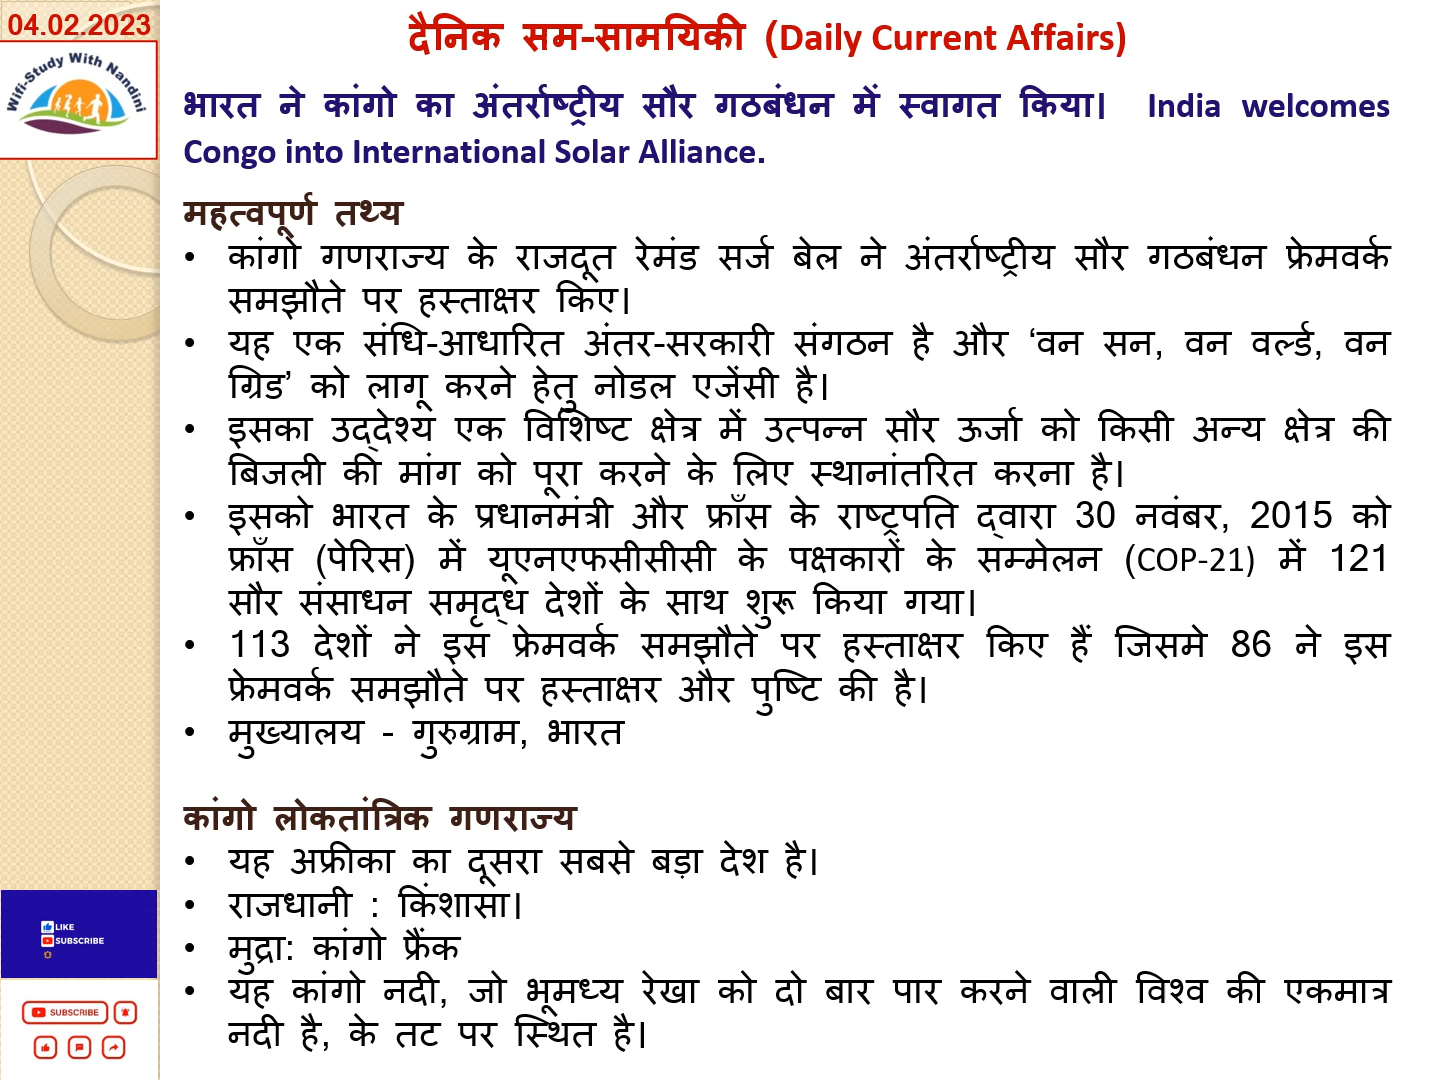 04.02.2023
Wifi-Study With Nandini
दैनिक सम-सामयिकी (Daily Current Affairs)
भारत ने कांगो का अंतर्राष्ट्रीय सौर गठबंधन में स्वागत किया। India welcomes
Congo into International Solar Alliance.
महत्वपूर्ण तथ्य
• कांगो गणराज्य के राजदूत रेमंड सर्ज बेल ने अंतर्राष्ट्रीय सौर गठबंधन फ्रेमवर्क
समझौते पर हस्ताक्षर किए।
• यह एक संधि-आधारित अंतर-सरकारी संगठन है और ‘वन सन, वन वर्ल्ड, वन
ग्रिड’ को लागू करने हेतु नोडल एजेंसी है।
• इसका उद्देश्य एक विशिष्ट क्षेत्र में उत्पन्न सौर ऊर्जा को किसी अन्य क्षेत्र की
बिजली की मांग को पूरा करने के लिए स्थानांतरित करना है।
• इसको भारत के प्रधानमंत्री और फ्राँस के राष्ट्रपति द्वारा 30 नवंबर, 2015 को
फ्राँस (पेरिस) में यूएनएफसीसीसी के पक्षकारों के सम्मेलन (COP-21) में 121
सौर संसाधन समृद्ध देशों के साथ शुरू किया गया।
• 113 देशों ने इस फ्रेमवर्क समझौते पर हस्ताक्षर किए हैं जिसमे 86 ने इस
फ्रेमवर्क समझौते पर हस्ताक्षर और पुष्टि की है।
• मुख्यालय - गुरुग्राम, भारत
कांगो लोकतांत्रिक गणराज्य
• यह अफ्रीका का दूसरा सबसे बड़ा देश है।
• राजधानी : किंशासा।
• मुद्रा: कांगो फ्रैंक
• यह कांगो नदी, जो भूमध्य रेखा को दो बार पार करने वाली विश्व की एकमात्र
नदी है, के तट पर स्थित है।
LIKE
SUBSCRIBE
SUBSCRIBE